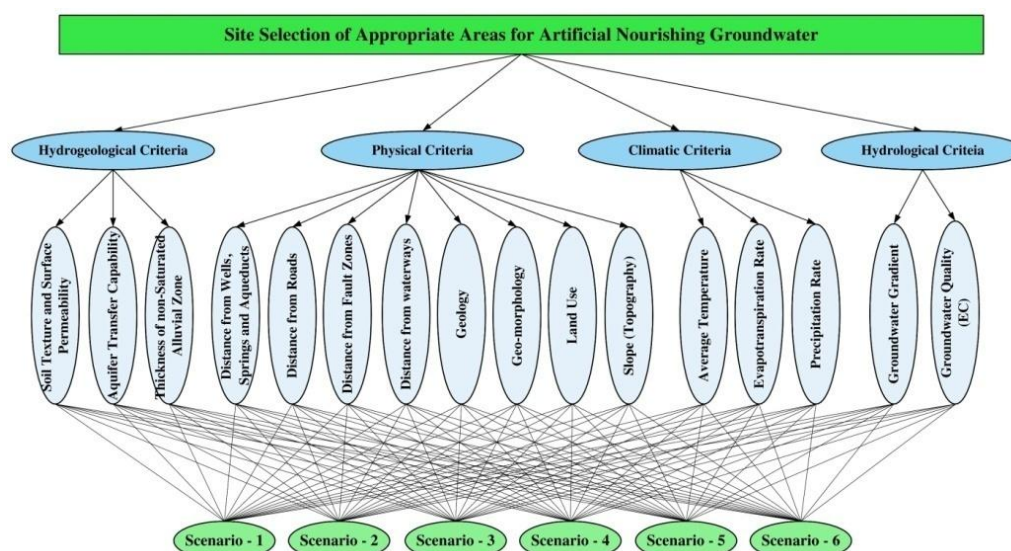 Site Selection of Appropriate Areas for Artificial Nourishing Groundwater
Hydrogeological Criteria
Physical Criteria
Climatic Criteria
Hydrological Criteia
Soil Texture and Surface
Permeability
Aquifer Transfer Capability
Thickness of non-Saturated
Alluvial Zone
Distance from Wells,
Springs and Aqueducts
Distance from Roads
Distance from Fault Zones
Distance from waterways
Geology
Geo-morphology
Land Use
Slope (Topography)
Average Temperature
Evapotranspiration Rate
Precipitation Rate
Groundwater Gradient
Groundwater Quality
(EC)
Scenario - 1
Scenario - 2
Scenario - 3
Scenario - 4
Scenario - 5
Scenario - 6